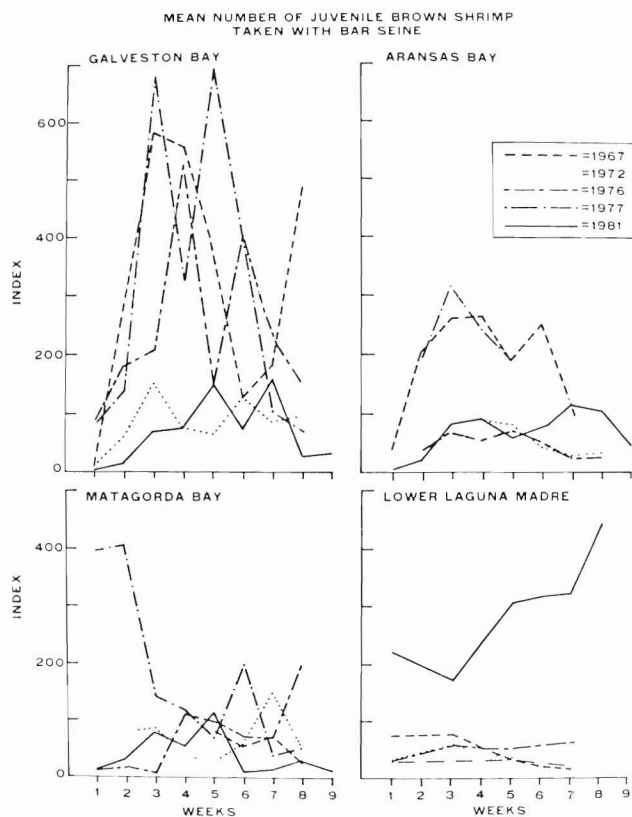 MEAN NUMBER OF JUVENILE BROWN SHRIMP
TAKEN WITH BAR SEINE
GALVESTON BAY
ARANSAS BAY
600
400
200
0
INDEX
=1967
=1972
=1976
=1977
=1981
MATAGORDA BAY
LOWER LAGUNA MADRE
400
200
0
INDEX
1 2 3 4 5 6 7 8 9
1 2 3 4 5 6 7 8 9
WEEKS
WEEKS